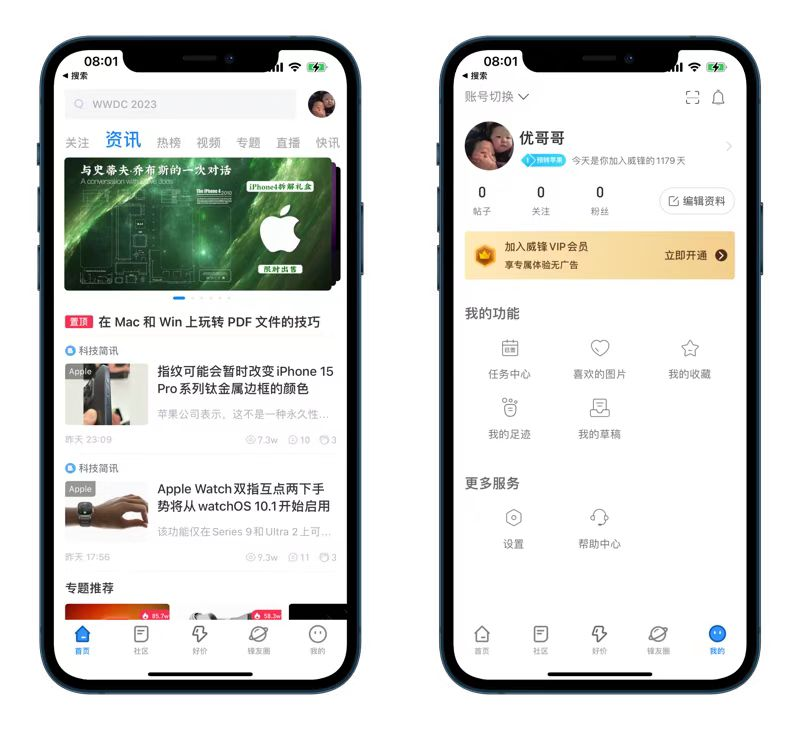 08:01
搜索
WWDC 2023
关注 资讯 热榜 视频 专题 直播 快讯
与史蒂夫·乔布斯的一次对话
A conversation with Steve Jobs
The iPhone 4 2010
iPhone4拆解礼盒
限时出售
置顶 在 Mac 和 Win 上玩转 PDF 文件的技巧
科技简讯
Apple
指纹可能会暂时改变 iPhone 15
Pro 系列钛金属边框的颜色
苹果公司表示，这不是一种永久性...
昨天 23:09 7.3w 10 3
科技简讯
Apple
Apple Watch 双指互点两下手
势将从 watchOS 10.1 开始启用
该功能仅在 Series 9 和 Ultra 2 上可...
昨天 17:56 9.3w 11 3
专题推荐
85.7w 58.3w
首页 社区 好价 锋友圈 我的
08:01
搜索
账号切换
优哥哥
今天是你加入威锋的 1179 天
0 0 0
帖子 关注 粉丝
编辑资料
加入威锋 VIP 会员
享专属体验无广告
立即开通
我的功能
任务中心 喜欢的图片 我的收藏
我的足迹 我的草稿
更多服务
设置 帮助中心
首页 社区 好价 锋友圈 我的